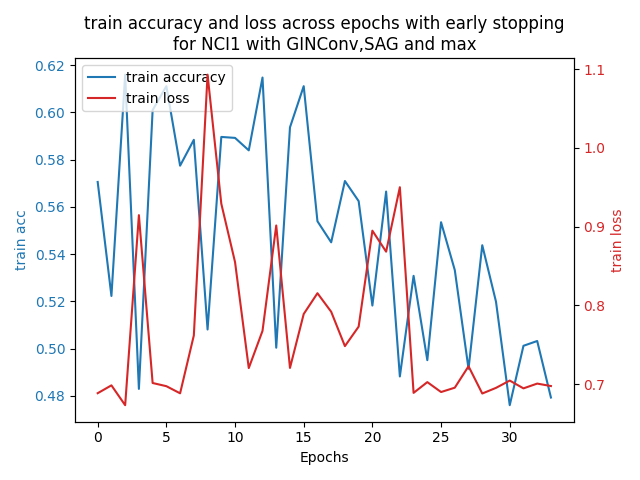 train accuracy and loss across epochs with early stopping
for NCI1 with GINConv,SAG and max
train accuracy
train loss
0.62
0.60
0.58
0.56
0.54
0.52
0.50
0.48
train acc
1.1
1.0
0.9
0.8
0.7
train loss
0 5 10 15 20 25 30
Epochs